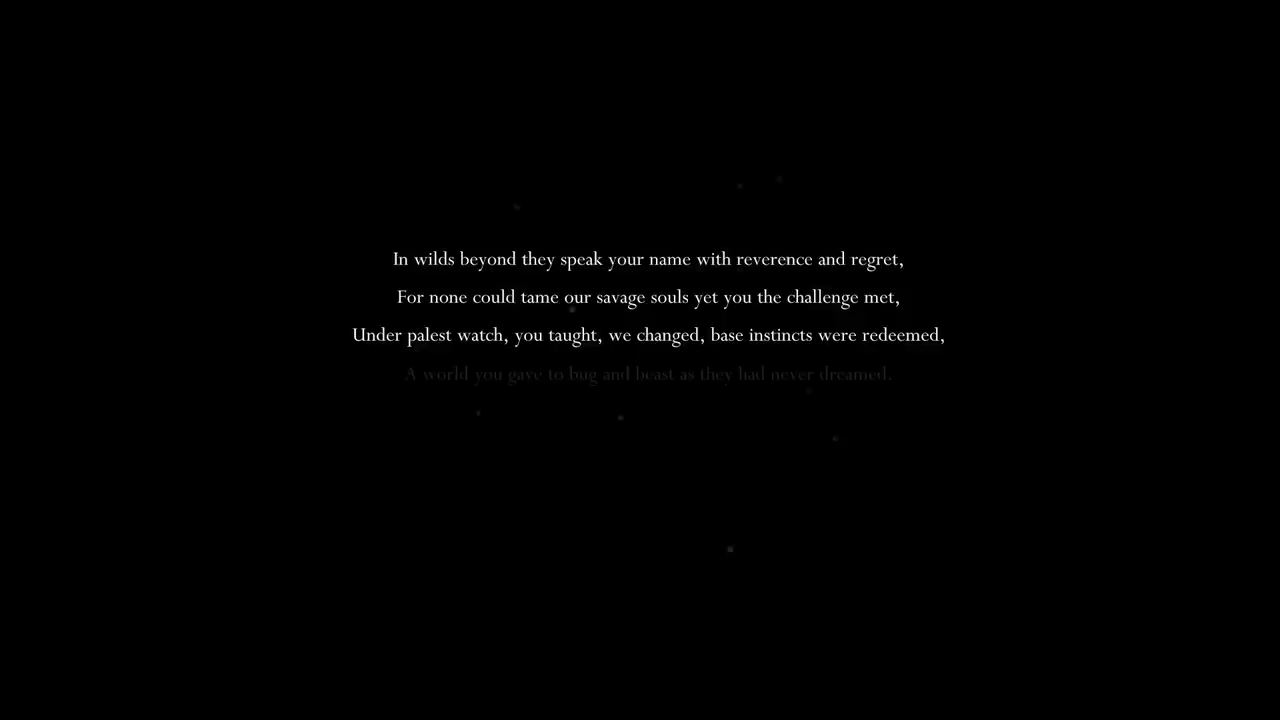 In wilds beyond they speak your name with reverence and regret,
For none could tame our savage souls yet you the challenge met,
Under palest watch, you taught, we changed, base instincts were redeemed,
A world you gave to bug and beast as they had never dreamed.